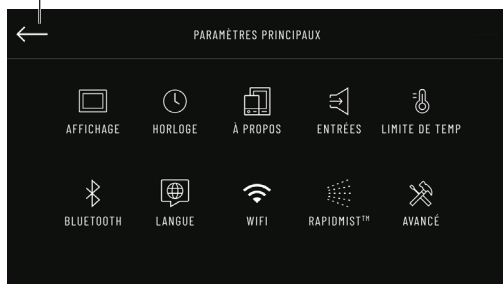 PARAMÈTRES PRINCIPAUX
AFFICHAGE HORLOGE À PROPOS ENTRÉES LIMITE DE TEMP
BLUETOOTH LANGUE WIFI RAPIDMIST™ AVANCÉ